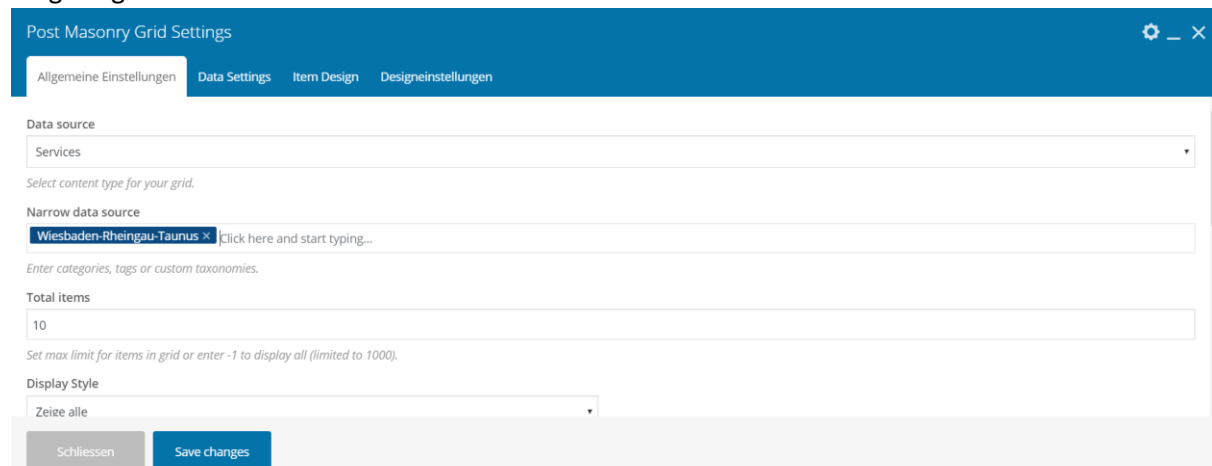 Post Masonry Grid Settings
Allgemeine Einstellungen Data Settings Item Design Designeinstellungen
Data source
Services
Select content type for your grid.
Narrow data source
Wiesbaden-Rheingau-Taunus × Click here and start typing...
Enter categories, tags or custom taxonomies.
Total items
10
Set max limit for items in grid or enter -1 to display all (limited to 1000).
Display Style
Zeige alle
Schliessen Save changes